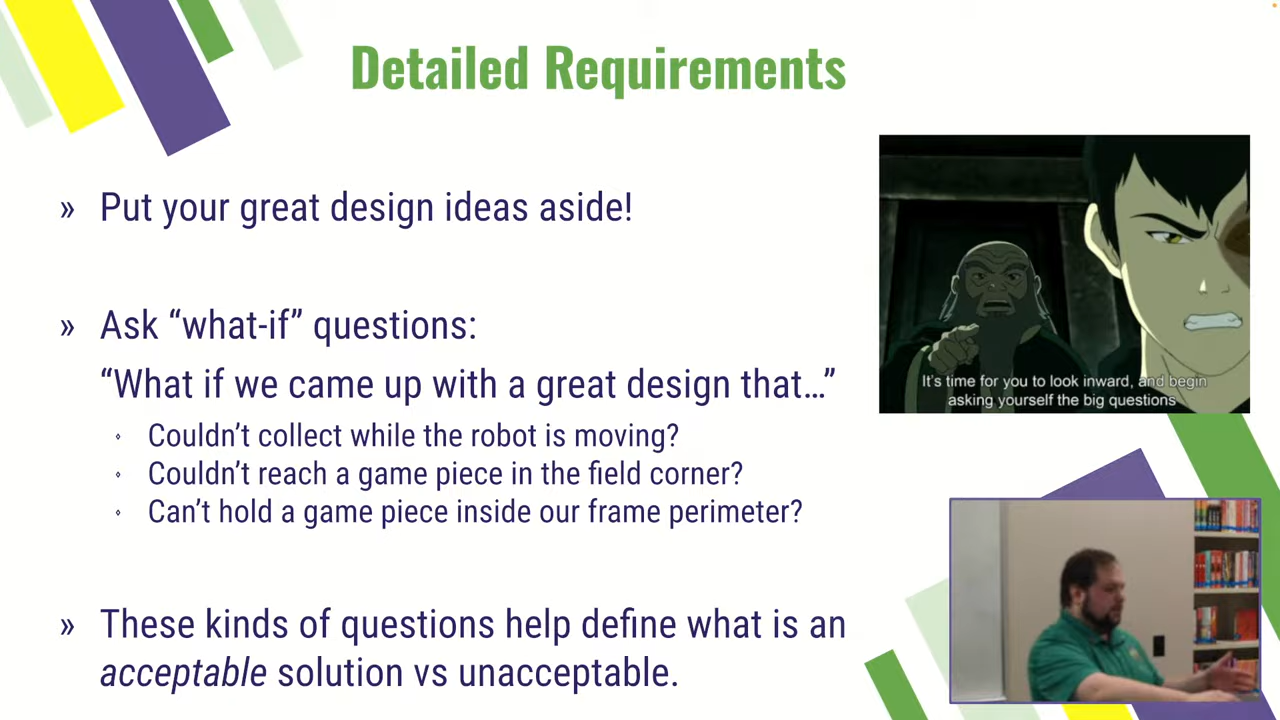 Detailed Requirements
» Put your great design ideas aside!
» Ask “what-if” questions:
“What if we came up with a great design that...”
Couldn’t collect while the robot is moving?
Couldn’t reach a game piece in the field corner?
Can’t hold a game piece inside our frame perimeter?
» These kinds of questions help define what is an
acceptable solution vs unacceptable.
It’s time for you to look inward, and begin
asking yourself the big questions